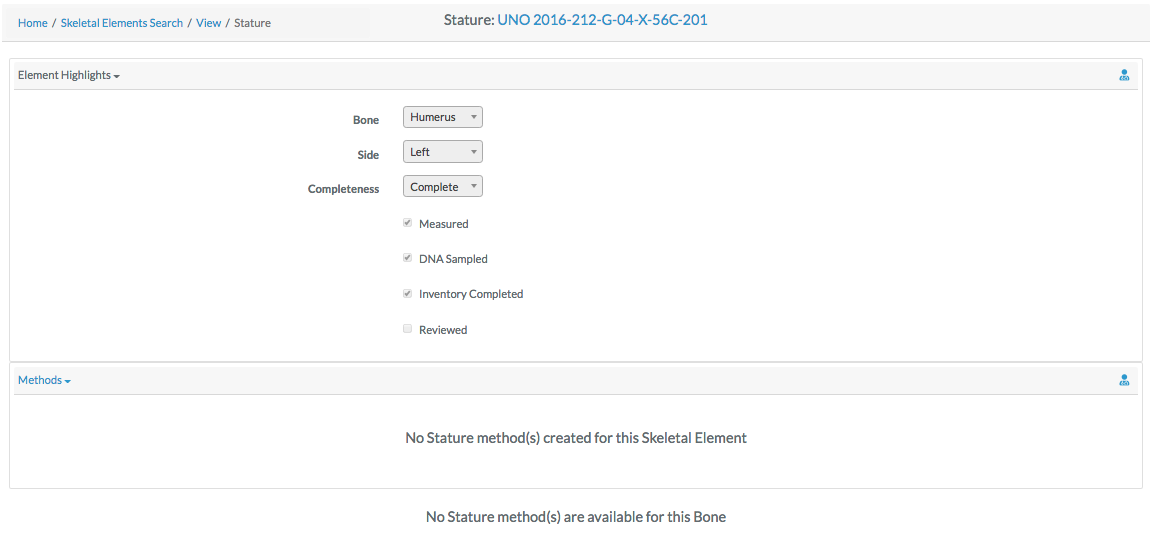 Home / Skeletal Elements Search / View / Stature
Stature: UNO 2016-212-G-04-X-56C-201
Element Highlights
Bone Humerus
Side Left
Completeness Complete
Measured
DNA Sampled
Inventory Completed
Reviewed
Methods
No Stature method(s) created for this Skeletal Element
No Stature method(s) are available for this Bone